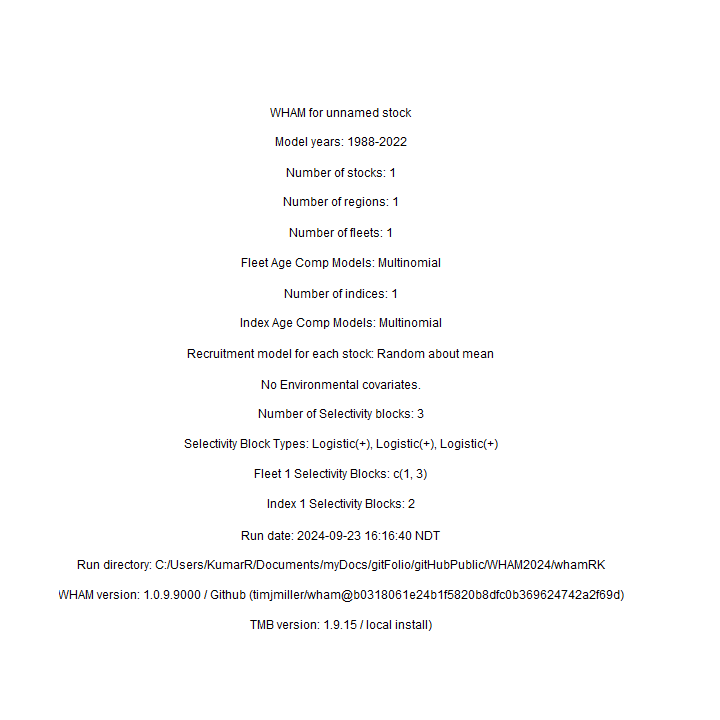 WHAM for unnamed stock
Model years: 1988-2022
Number of stocks: 1
Number of regions: 1
Number of fleets: 1
Fleet Age Comp Models: Multinomial
Number of indices: 1
Index Age Comp Models: Multinomial
Recruitment model for each stock: Random about mean
No Environmental covariates.
Number of Selectivity blocks: 3
Selectivity Block Types: Logistic(+), Logistic(+), Logistic(+)
Fleet 1 Selectivity Blocks: c(1, 3)
Index 1 Selectivity Blocks: 2
Run date: 2024-09-23 16:16:40 NDT
Run directory: C:/Users/KumarR/Documents/myDocs/gitFolio/gitHubPublic/WHAM2024/whamRK
WHAM version: 1.0.9.9000 / Github (timjmiller/wham@b0318061e24b1f5820b8dfc0b369624742a2f69d)
TMB version: 1.9.15 / local install)